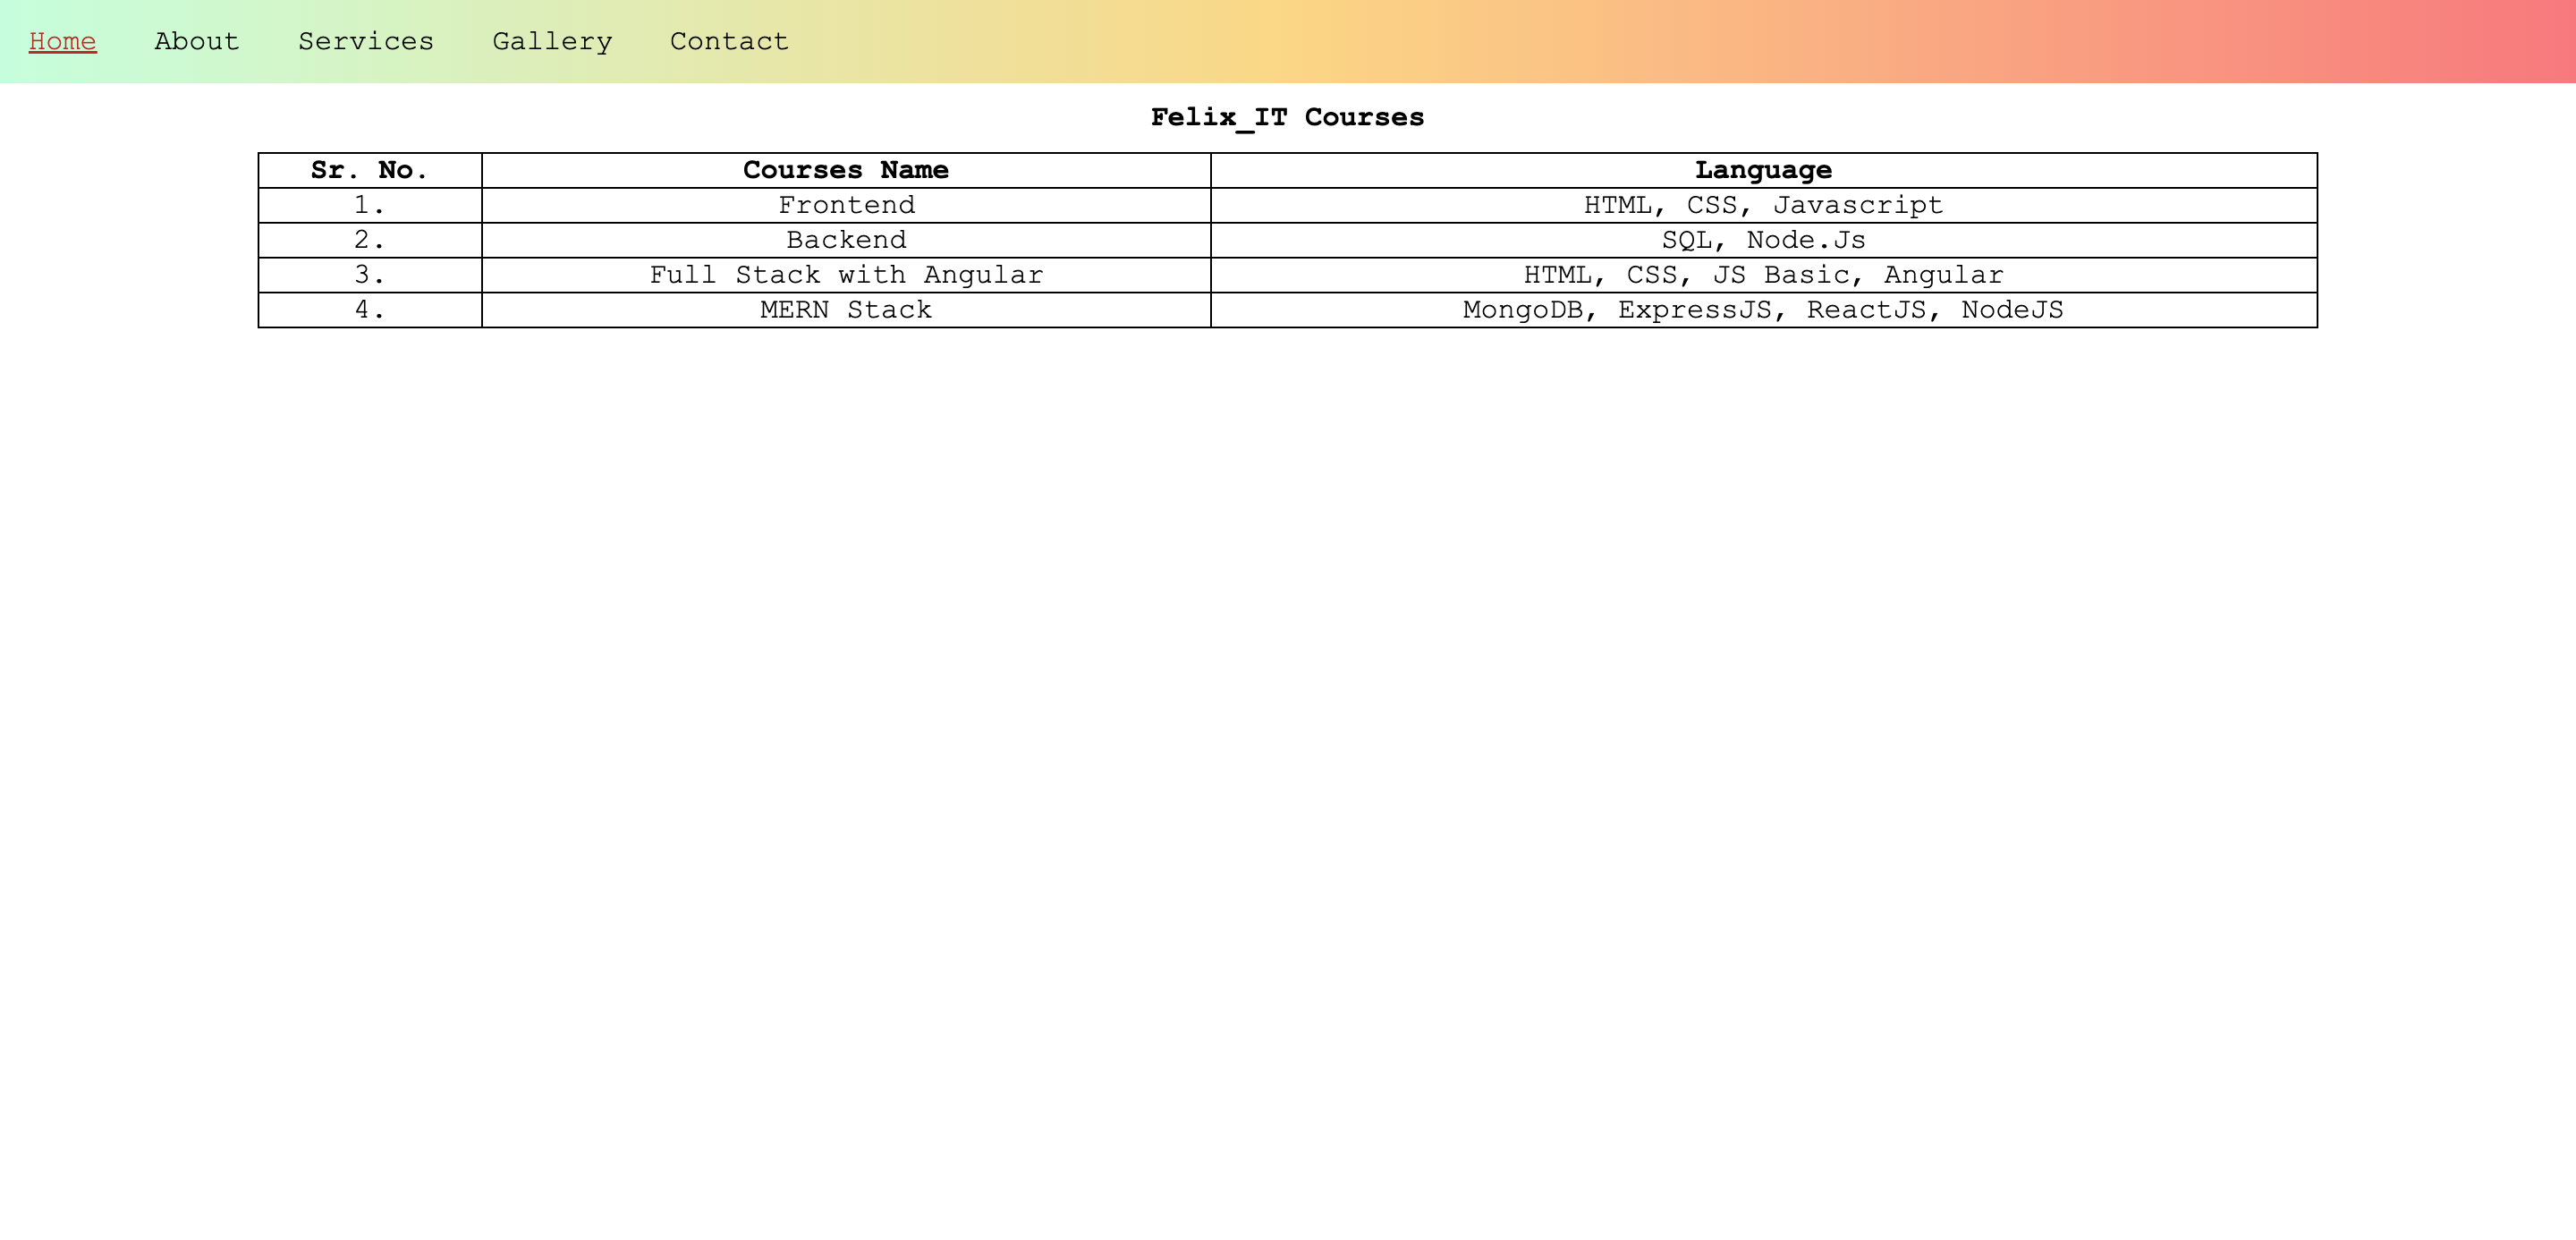 Home About Services Gallery Contact
Felix_IT Courses
Sr. No. Courses Name Language
1. Frontend HTML, CSS, Javascript
2. Backend SQL, Node.Js
3. Full Stack with Angular HTML, CSS, JS Basic, Angular
4. MERN Stack MongoDB, ExpressJS, ReactJS, NodeJS